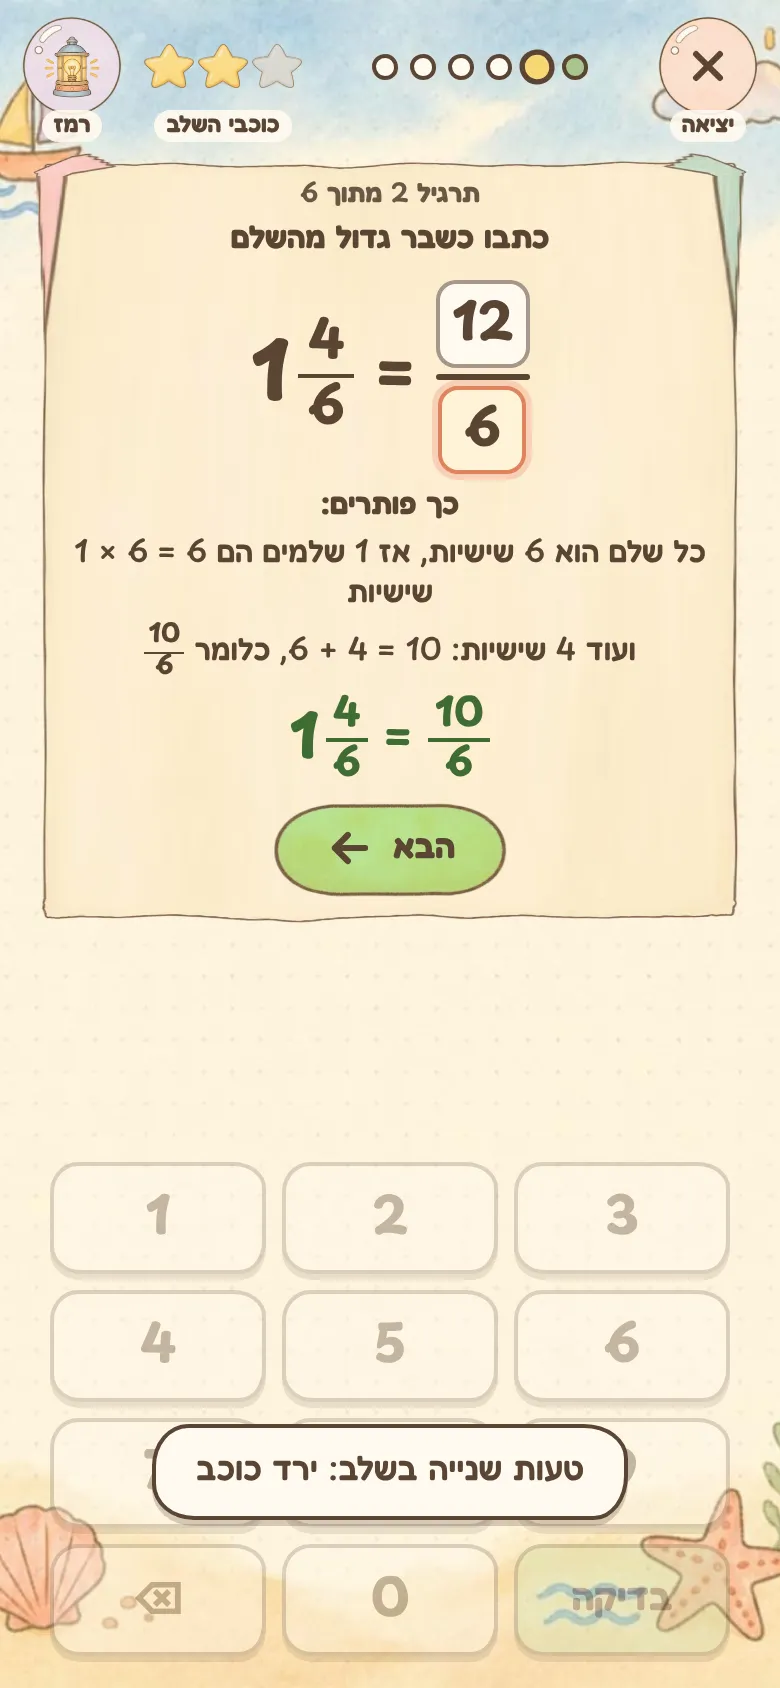 רמז
כוכבי השלב
יציאה
תרגיל 2 מתוך 6
כתבו כשבר גדול מהשלם
1 4/6 = 12/6
כך פותרים:
כל שלם הוא 6 שישיות, אז 1 שלמים הם 1 × 6 = 6
שישיות
ועוד 4 שישיות: 6 + 4 = 10, כלומר 10/6
1 4/6 = 10/6
הבא ←
1 2 3
4 5 6
טעות שנייה בשלב: ירד כוכב
0 בדיקה